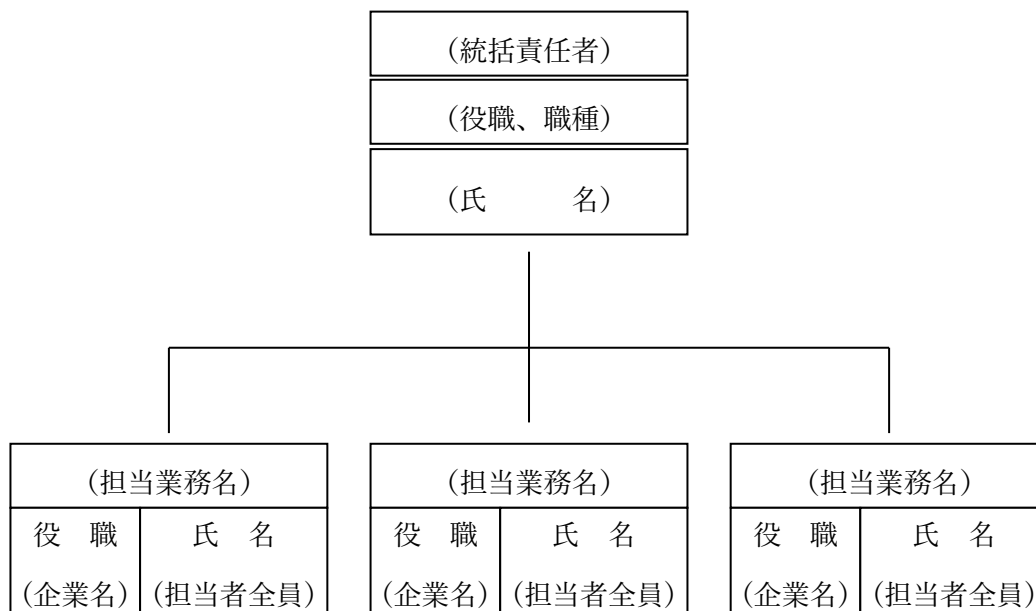 （統括責任者）
（役職、職種）
（氏　　　名）
（担当業務名）
役　職　氏　名
（企業名）（担当者全員）
（担当業務名）
役　職　氏　名
（企業名）（担当者全員）
（担当業務名）
役　職　氏　名
（企業名）（担当者全員）